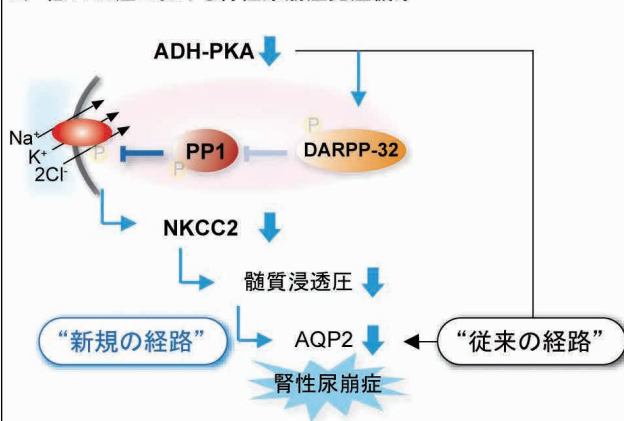 ADH-PKA
Na⁺
K⁺
2Cl⁻
P
P
PP1
P
DARPP-32
NKCC2
髄質浸透圧
“新規の経路”
AQP2
“従来の経路”
腎性尿崩症